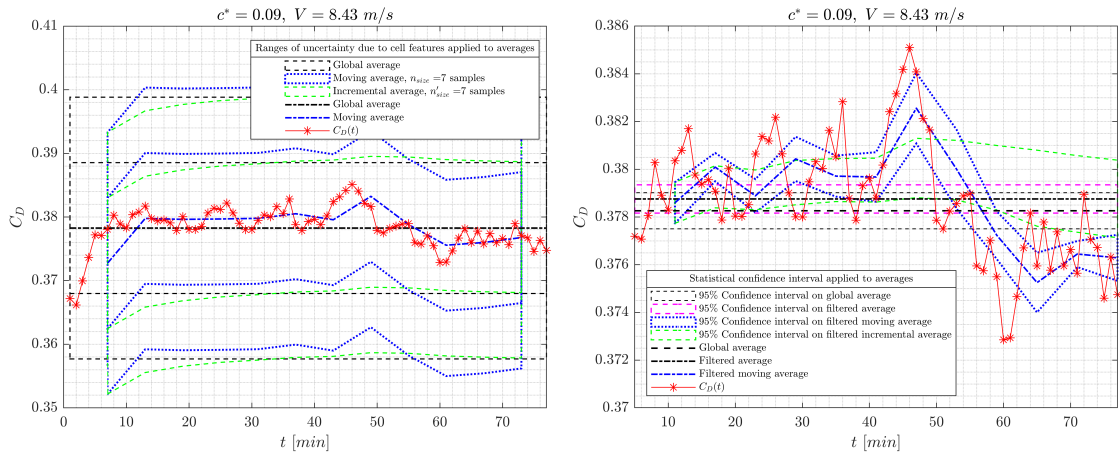 c* = 0.09, V = 8.43 m/s
0.41
0.4
0.39
0.38
0.37
0.36
0.35
C_D
Ranges of uncertainty due to cell features applied to averages
Global average
Moving average, n_size =7 samples
Incremental average, n'_size =7 samples
Global average
Moving average
C_D(t)
0 10 20 30 40 50 60 70
t [min]
c* = 0.09, V = 8.43 m/s
0.386
0.384
0.382
0.38
0.378
0.376
0.374
0.372
0.37
C_D
Statistical confidence interval applied to averages
95% Confidence interval on global average
95% Confidence interval on filtered average
95% Confidence interval on filtered moving average
95% Confidence interval on filtered incremental average
Global average
Filtered average
Filtered moving average
C_D(t)
10 20 30 40 50 60 70
t [min]